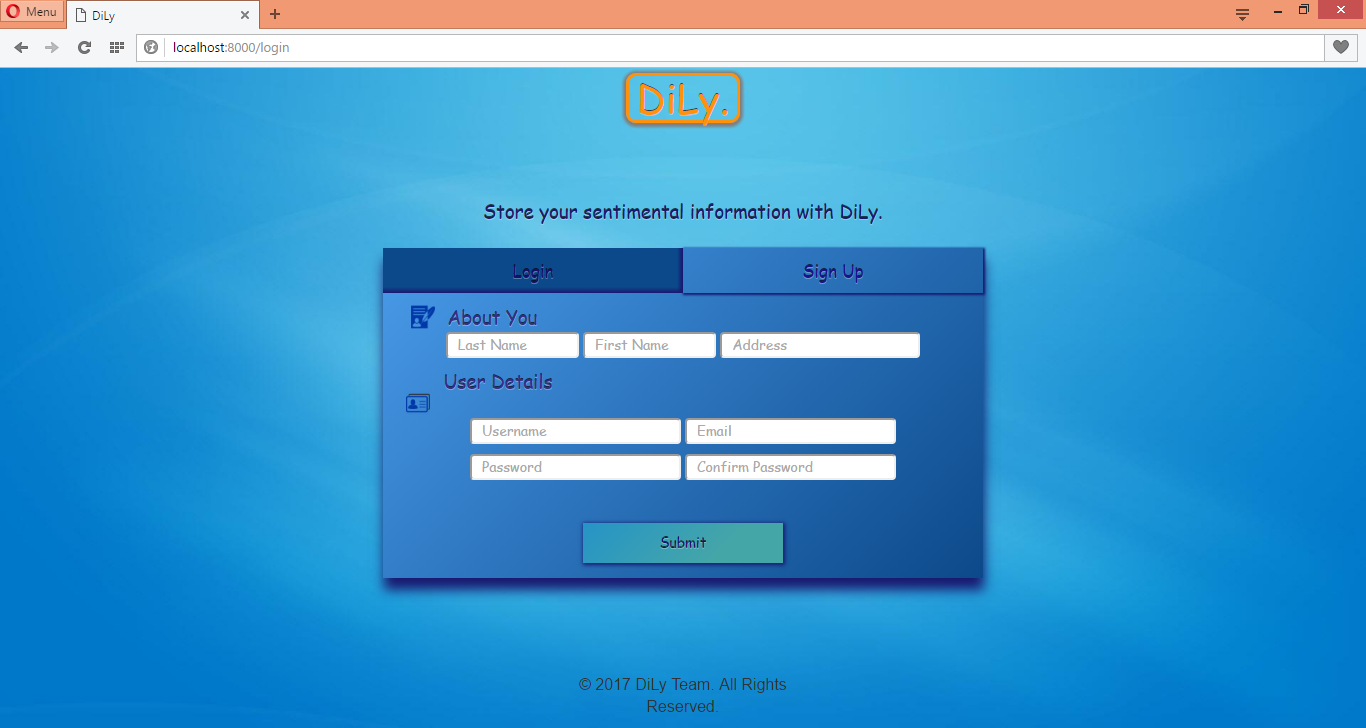 Menu
DiLy
localhost:8000/login
DiLy.
Store your sentimental information with DiLy.
Login Sign Up
About You
Last Name First Name Address
User Details
Username Email
Password Confirm Password
Submit
© 2017 DiLy Team. All Rights
Reserved.